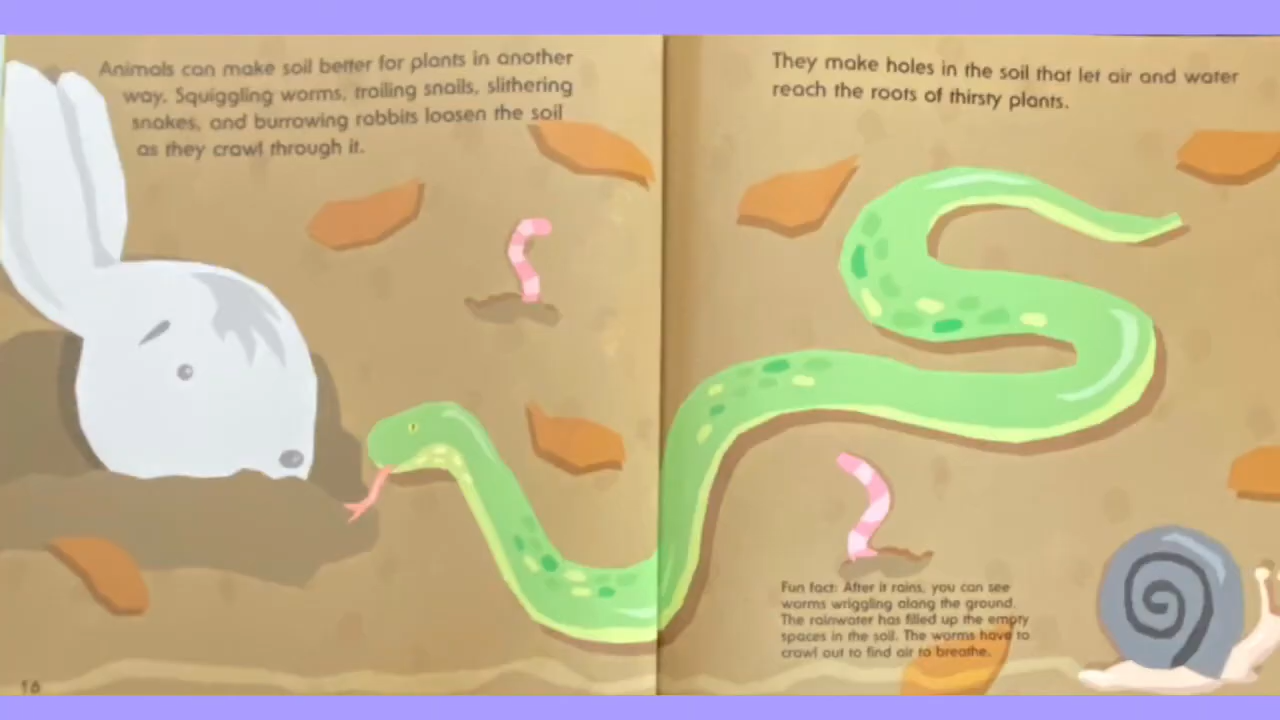 Animals can make soil better for plants in another
way. Squiggling worms, trailing snails, slithering
snakes, and burrowing rabbits loosen the soil
as they crawl through it.
They make holes in the soil that let air and water
reach the roots of thirsty plants.
Fun fact: After it rains, you can see
worms wriggling along the ground.
The rainwater has filled up the empty
spaces in the soil. The worms have to
crawl out to find air to breathe.
16